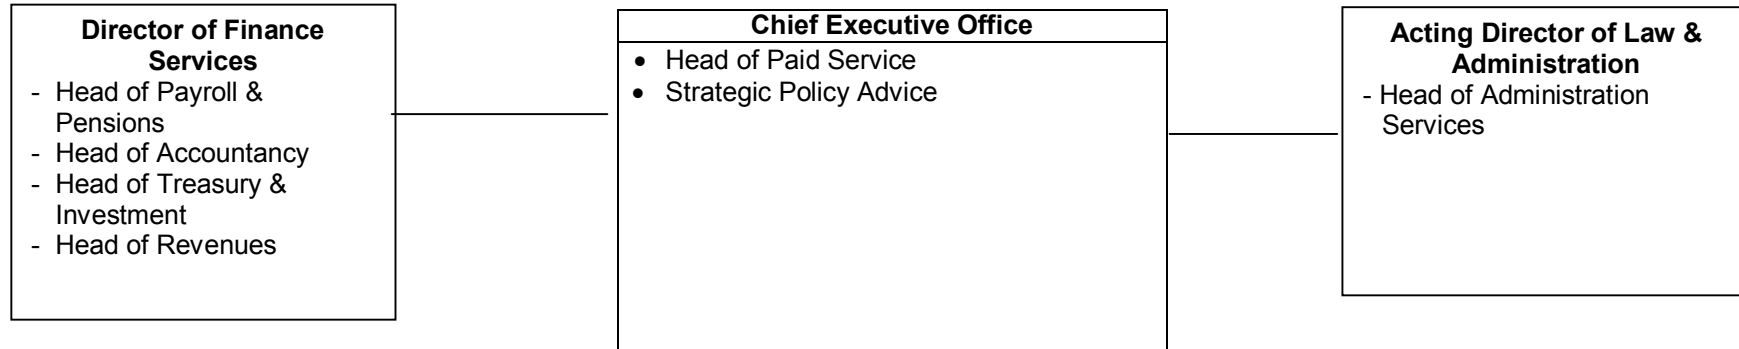 Director of Finance
Services
- Head of Payroll &
Pensions
- Head of Accountancy
- Head of Treasury &
Investment
- Head of Revenues
Chief Executive Office
• Head of Paid Service
• Strategic Policy Advice
Acting Director of Law &
Administration
- Head of Administration
Services